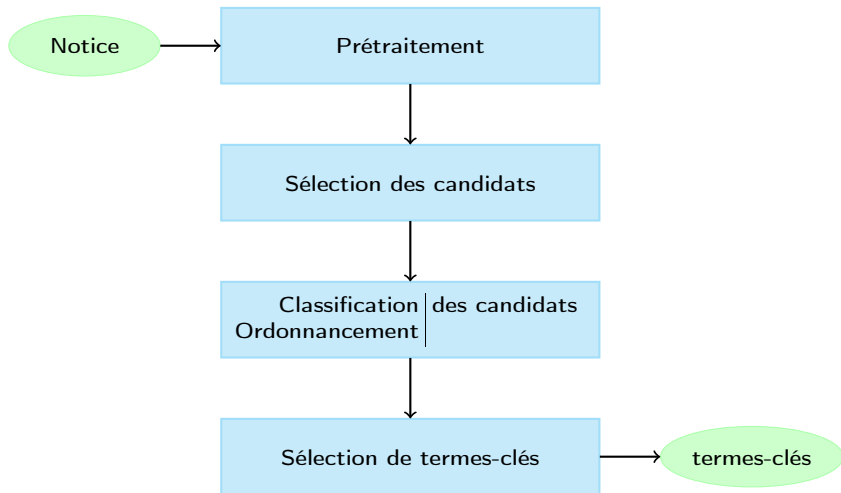 Notice
Prétraitement
Sélection des candidats
Classification des candidats
Ordonnancement
Sélection de termes-clés
termes-clés